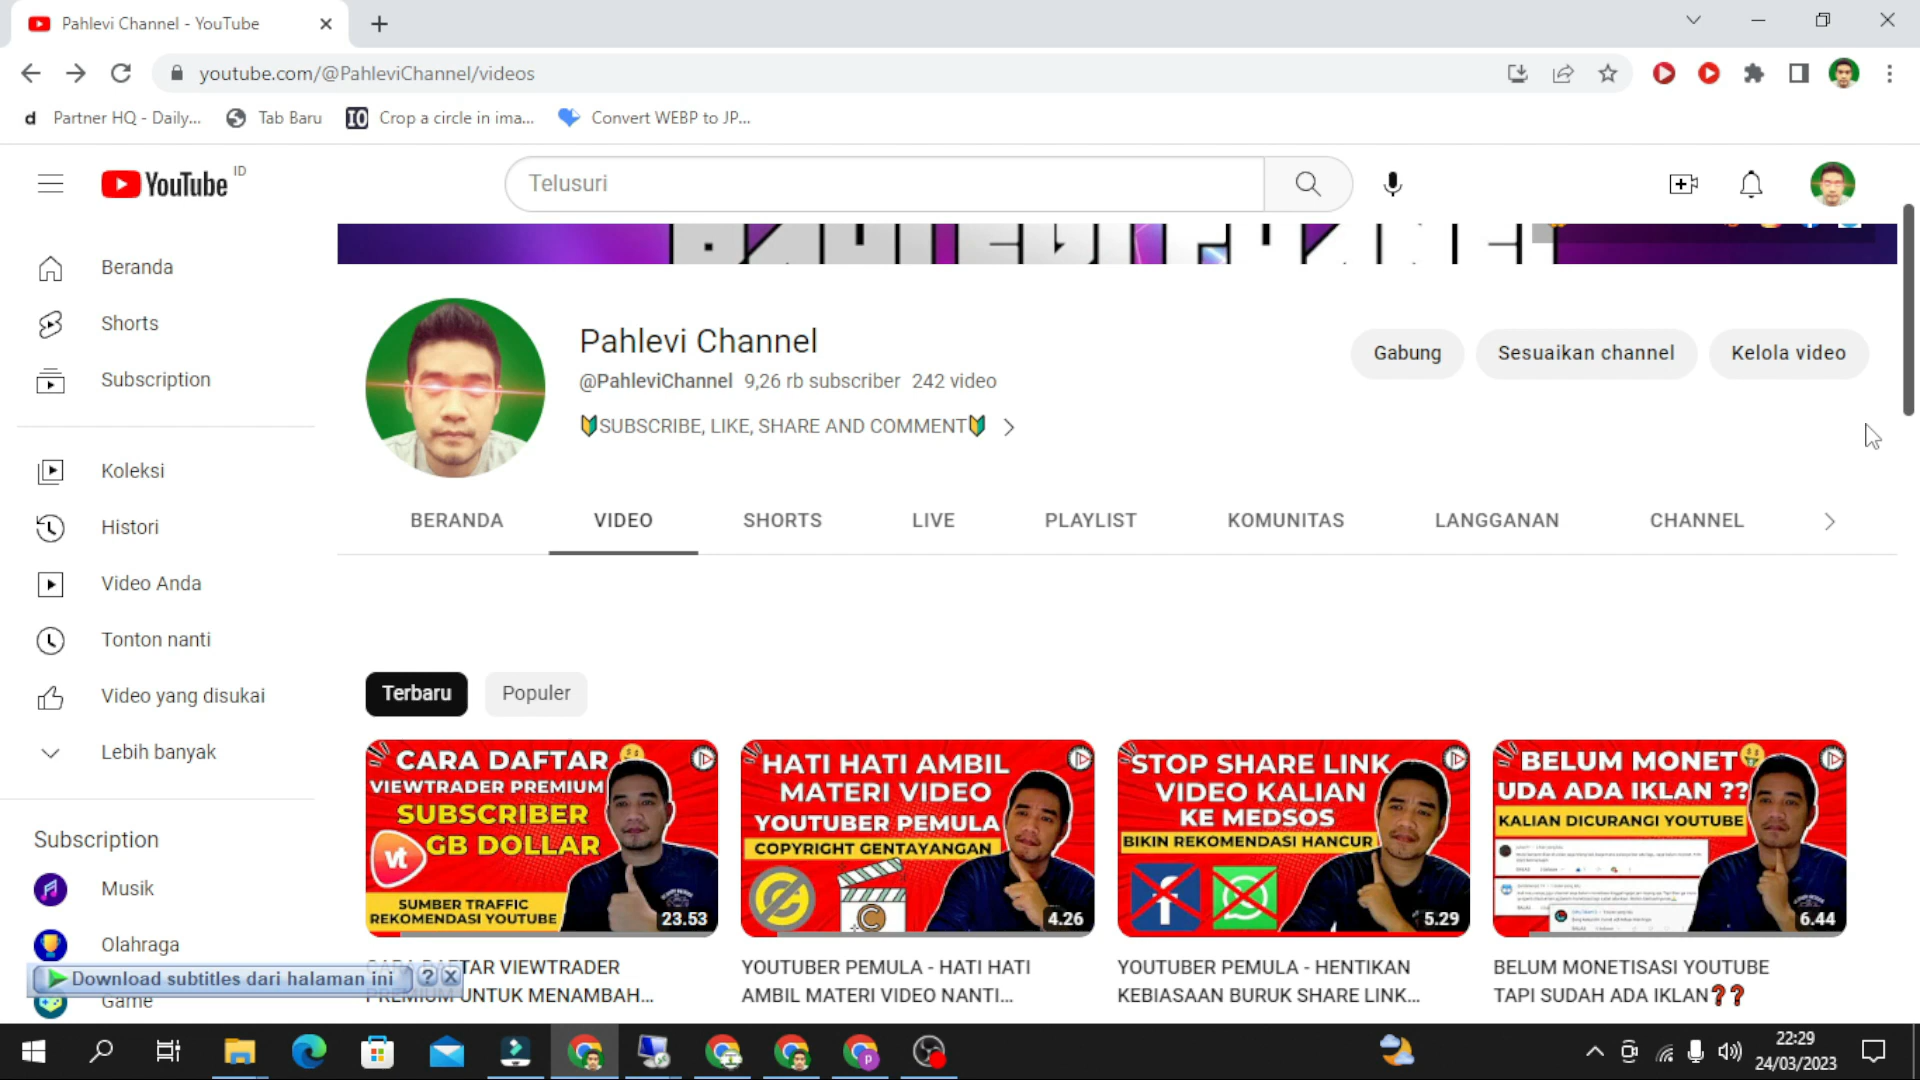 Pahlevi Channel - YouTube
youtube.com/@PahleviChannel/videos
d Partner HQ - Daily...
Tab Baru
IO Crop a circle in ima...
Convert WEBP to JP...
YouTube ID
Telusuri
Beranda
Shorts
Subscription
Koleksi
Histori
Video Anda
Tonton nanti
Video yang disukai
Lebih banyak
Subscription
Musik
Olahraga
Game
Download subtitles dari halaman ini ? X
Pahlevi Channel
@PahleviChannel 9,26 rb subscriber 242 video
🔰SUBSCRIBE, LIKE, SHARE AND COMMENT🔰
Gabung
Sesuaikan channel
Kelola video
BERANDA
VIDEO
SHORTS
LIVE
PLAYLIST
KOMUNITAS
LANGGANAN
CHANNEL
Terbaru
Populer
CARA DAFTAR
VIEWTRADER PREMIUM
SUBSCRIBER
vt
GB DOLLAR
SUMBER TRAFFIC
REKOMENDASI YOUTUBE
23.53
TAR VIEWTRADER
PREMIUM UNTUK MENAMBAH...
HATI HATI AMBIL
MATERI VIDEO
YOUTUBER PEMULA
COPYRIGHT GENTAYANGAN
4.26
YOUTUBER PEMULA - HATI HATI
AMBIL MATERI VIDEO NANTI...
STOP SHARE LINK
VIDEO KALIAN
KE MEDSOS
BIKIN REKOMENDASI HANCUR
5.29
YOUTUBER PEMULA - HENTIKAN
KEBIASAAN BURUK SHARE LINK...
BELUM MONET
UDA ADA IKLAN ??
KALIAN DICURANGI YOUTUBE
6.44
BELUM MONETISASI YOUTUBE
TAPI SUDAH ADA IKLAN❓❓
22:29
24/03/2023